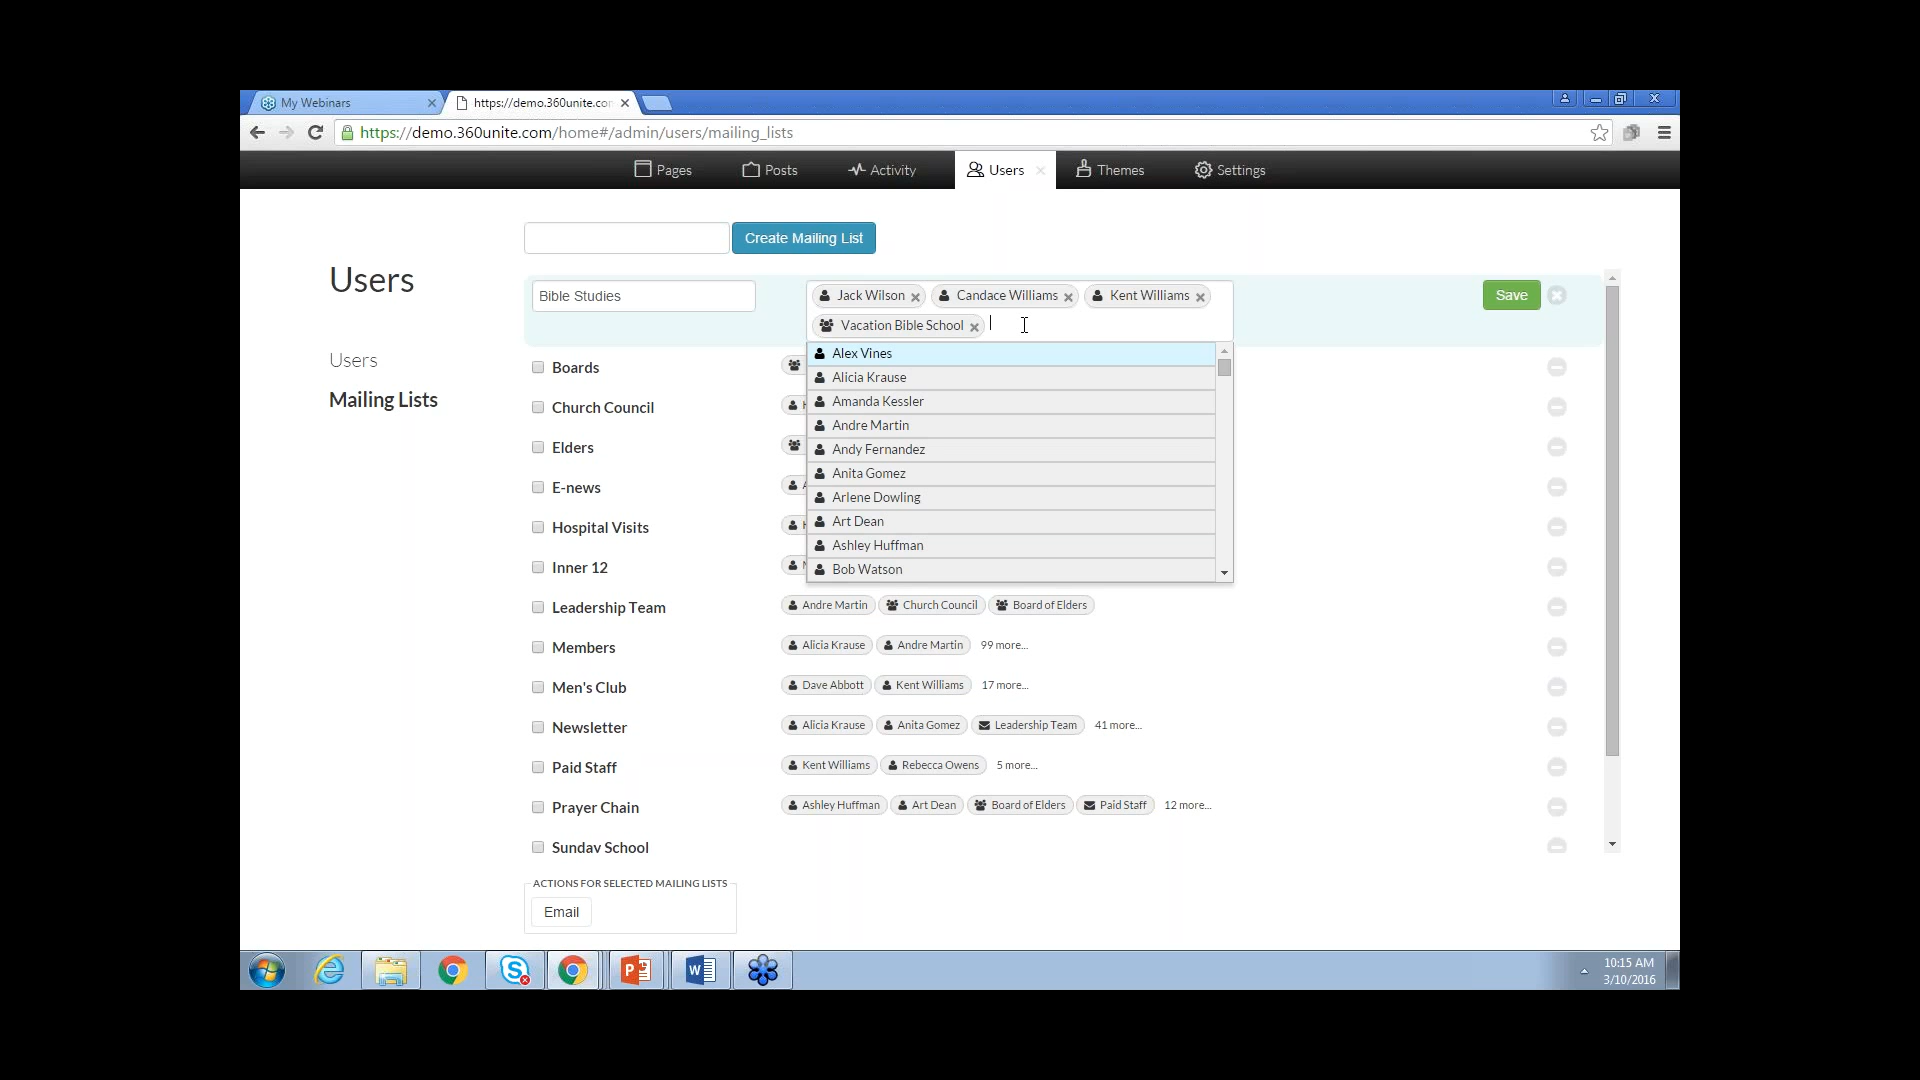 My Webinars
https://demo.360unite.co
https://demo.360unite.com/home#/admin/users/mailing_lists
Pages
Posts
Activity
Users
Themes
Settings
Create Mailing List
Users
Users
Mailing Lists
Bible Studies
Jack Wilson Candace Williams Kent Williams
Vacation Bible School
Save
Alex Vines
Alicia Krause
Amanda Kessler
Andre Martin
Andy Fernandez
Anita Gomez
Arlene Dowling
Art Dean
Ashley Huffman
Bob Watson
Boards
Church Council
Elders
E-news
Hospital Visits
Inner 12
Leadership Team Andre Martin Church Council Board of Elders
Members Alicia Krause Andre Martin 99 more...
Men's Club Dave Abbott Kent Williams 17 more...
Newsletter Alicia Krause Anita Gomez Leadership Team 41 more...
Paid Staff Kent Williams Rebecca Owens 5 more...
Prayer Chain Ashley Huffman Art Dean Board of Elders Paid Staff 12 more...
Sunday School
ACTIONS FOR SELECTED MAILING LISTS
Email
10:15 AM
3/10/2016